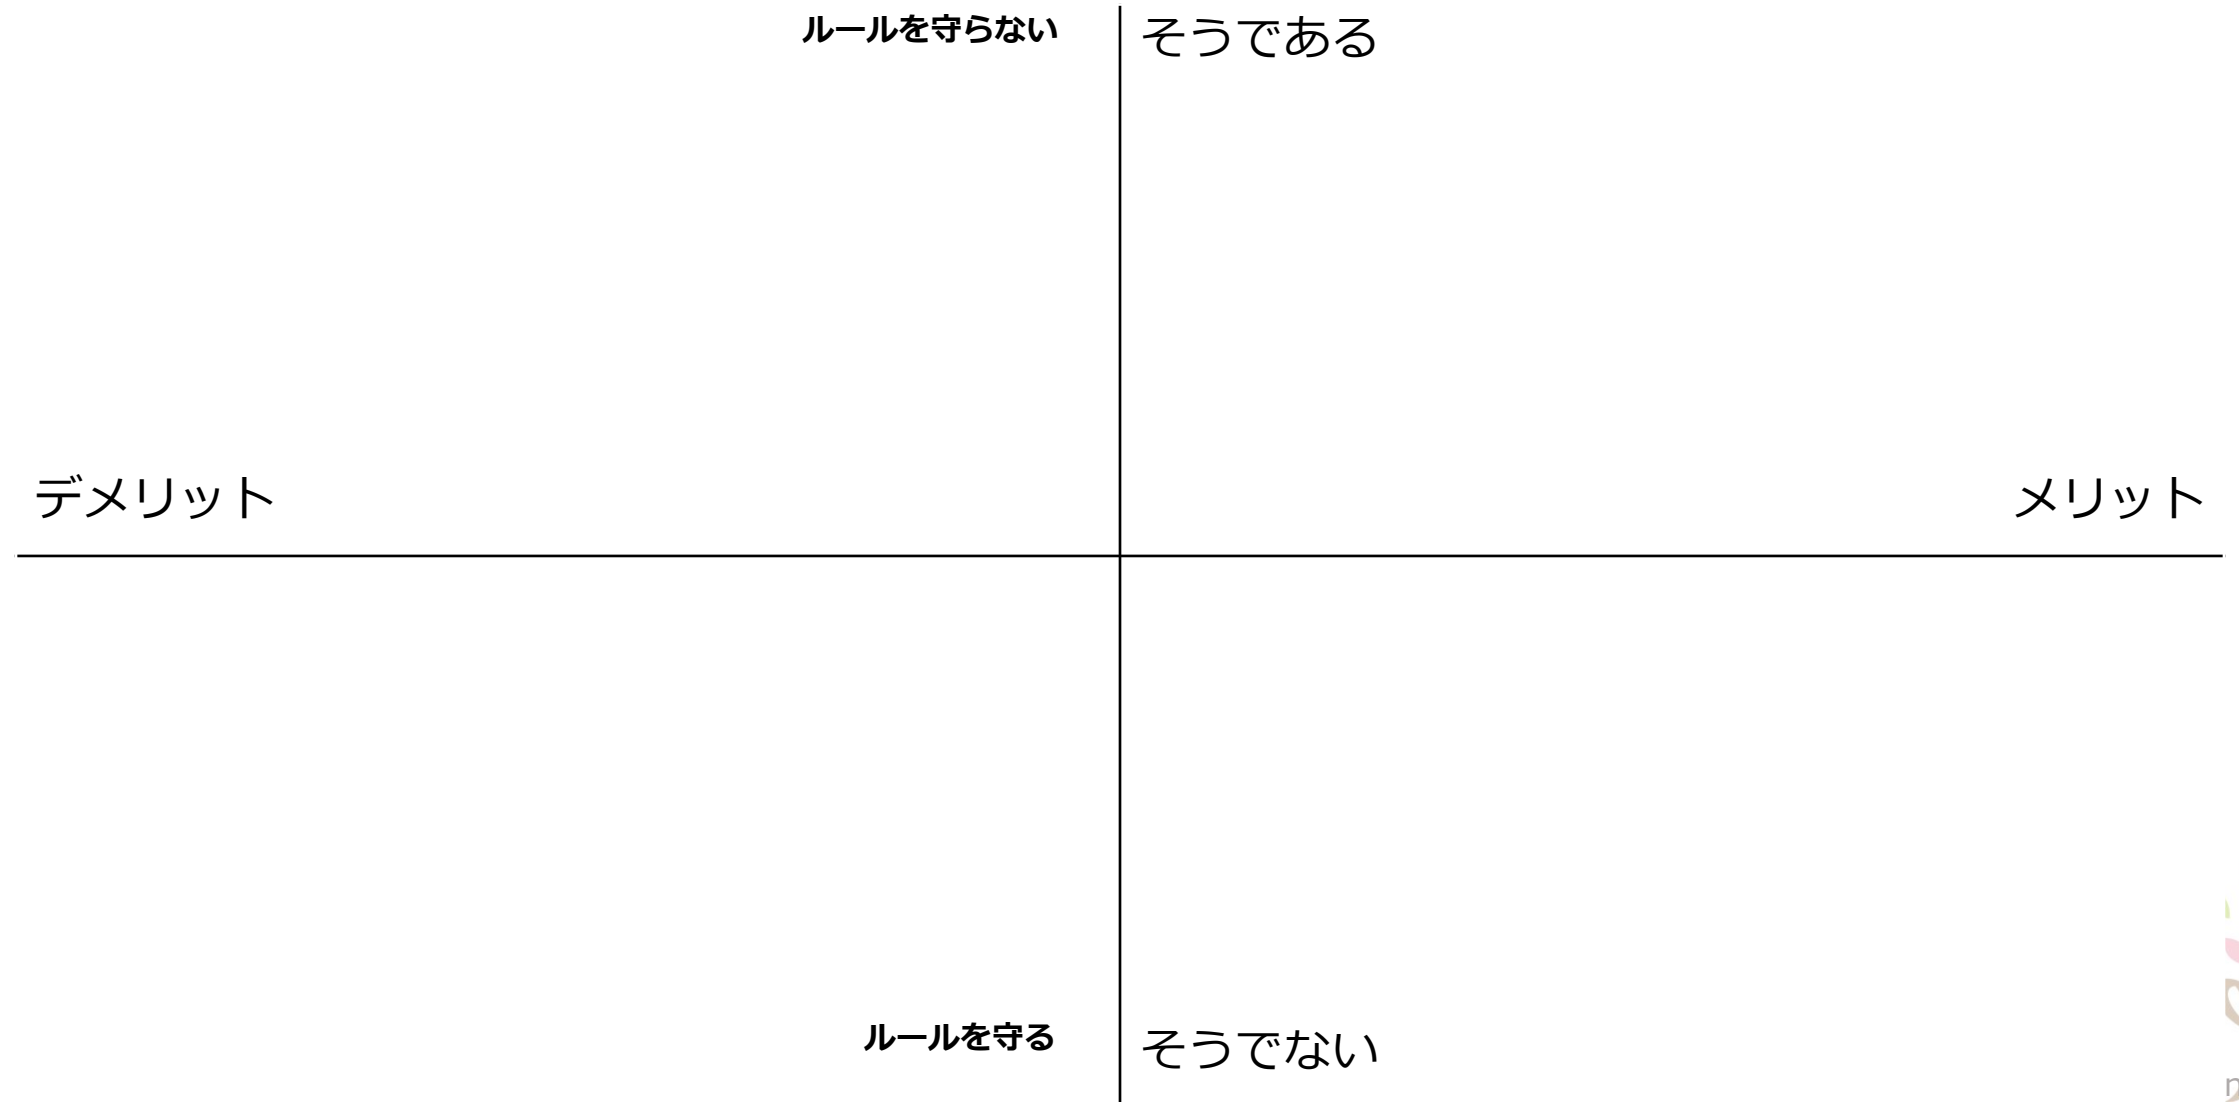 ルールを守らない
そうである
デメリット
メリット
ルールを守る
そうでない